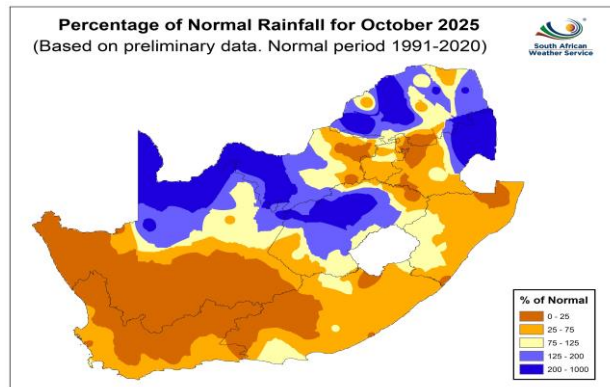 Percentage of Normal Rainfall for October 2025
(Based on preliminary data. Normal period 1991-2020)
South African
Weather Service
% of Normal
0 - 25
25 - 75
75 - 125
125 - 200
200 - 1000